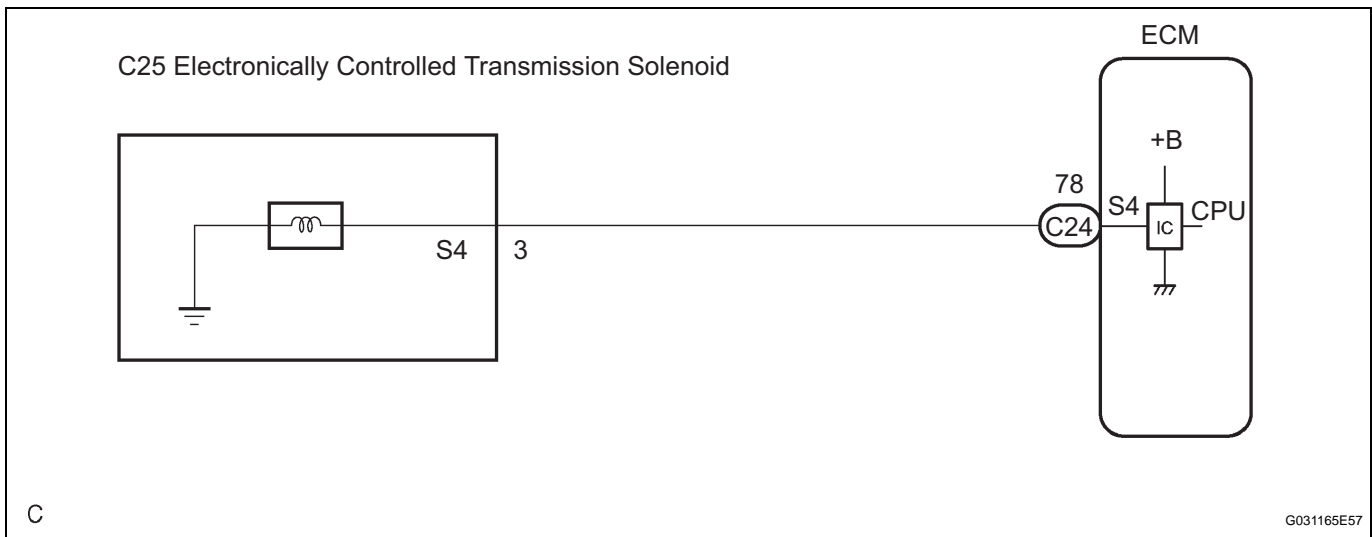 ECM
C25 Electronically Controlled Transmission Solenoid
+B
78
S4
CPU
C24
IC
S4
3
C
G031165E57